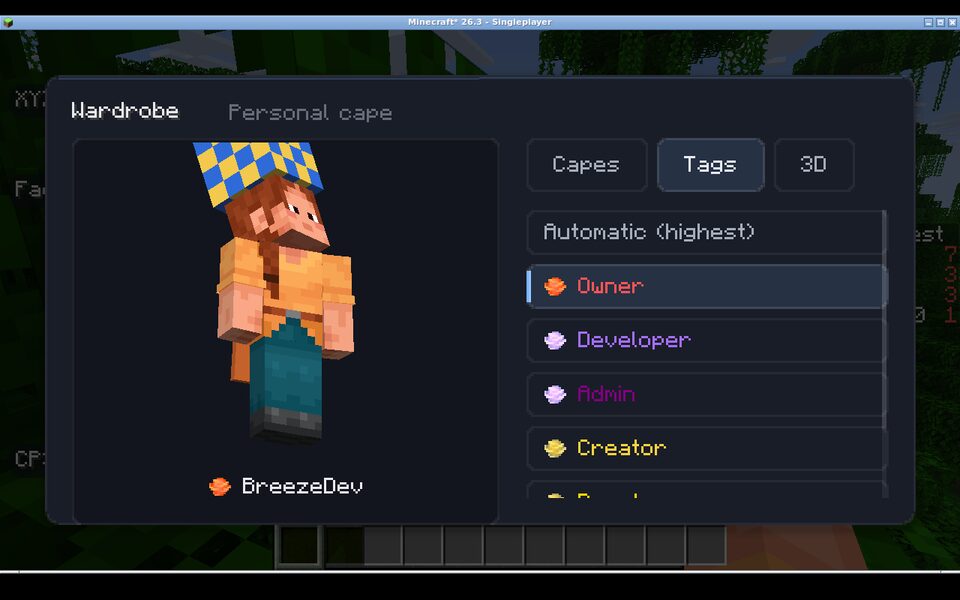 Minecraft* 26.3 - Singleplayer
Wardrobe
Personal cape
Capes
Tags
3D
Automatic (highest)
Owner
Developer
Admin
Creator
BreezeDev